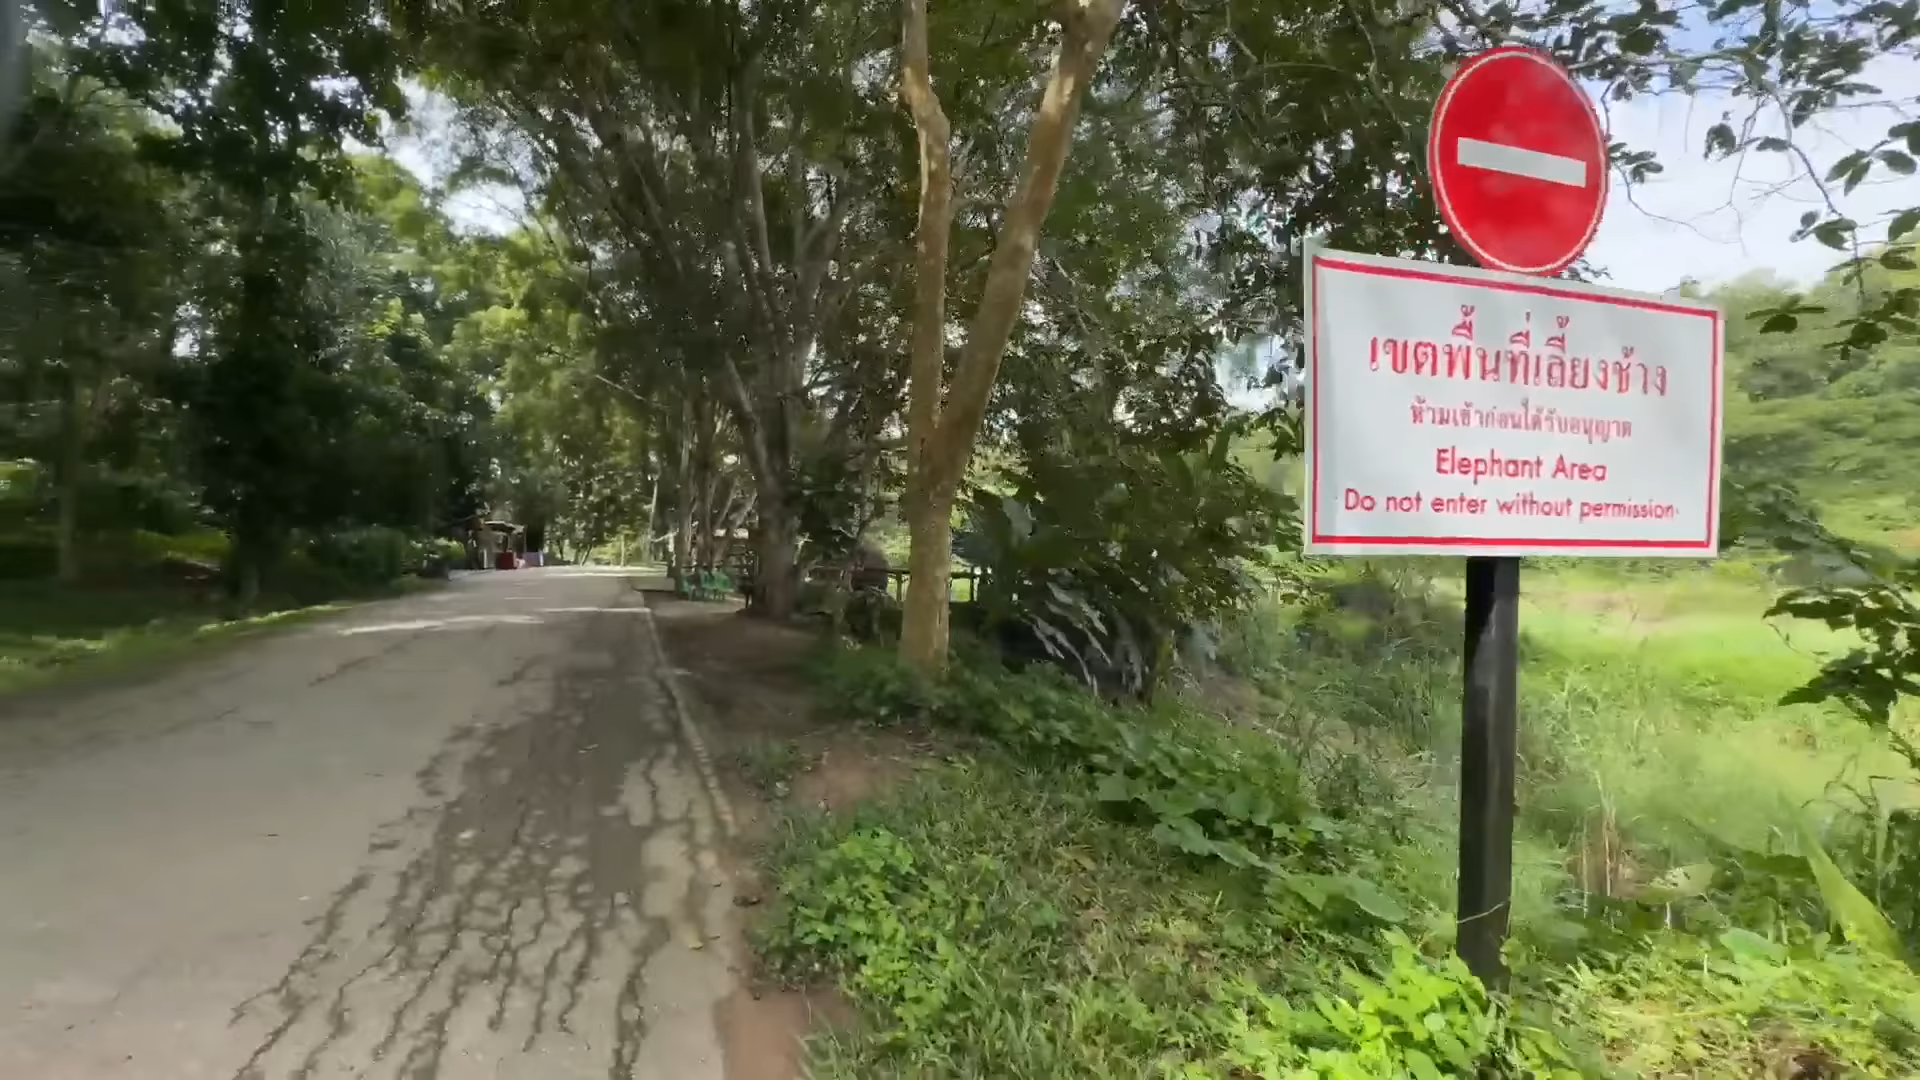 เขตพื้นที่เลี้ยงช้าง
ห้ามเข้าก่อนได้รับอนุญาต
Elephant Area
Do not enter without permission.